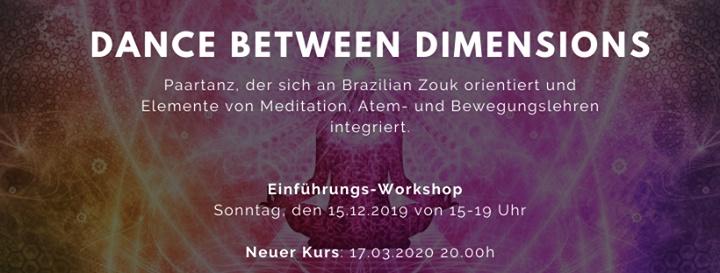 DANCE BETWEEN DIMENSIONS
Paartanz, der sich an Brazilian Zouk orientiert und
Elemente von Meditation, Atem- und Bewegungslehren
integriert.
Einführungs-Workshop
Sonntag, den 15.12.2019 von 15-19 Uhr
Neuer Kurs: 17.03.2020 20.00h